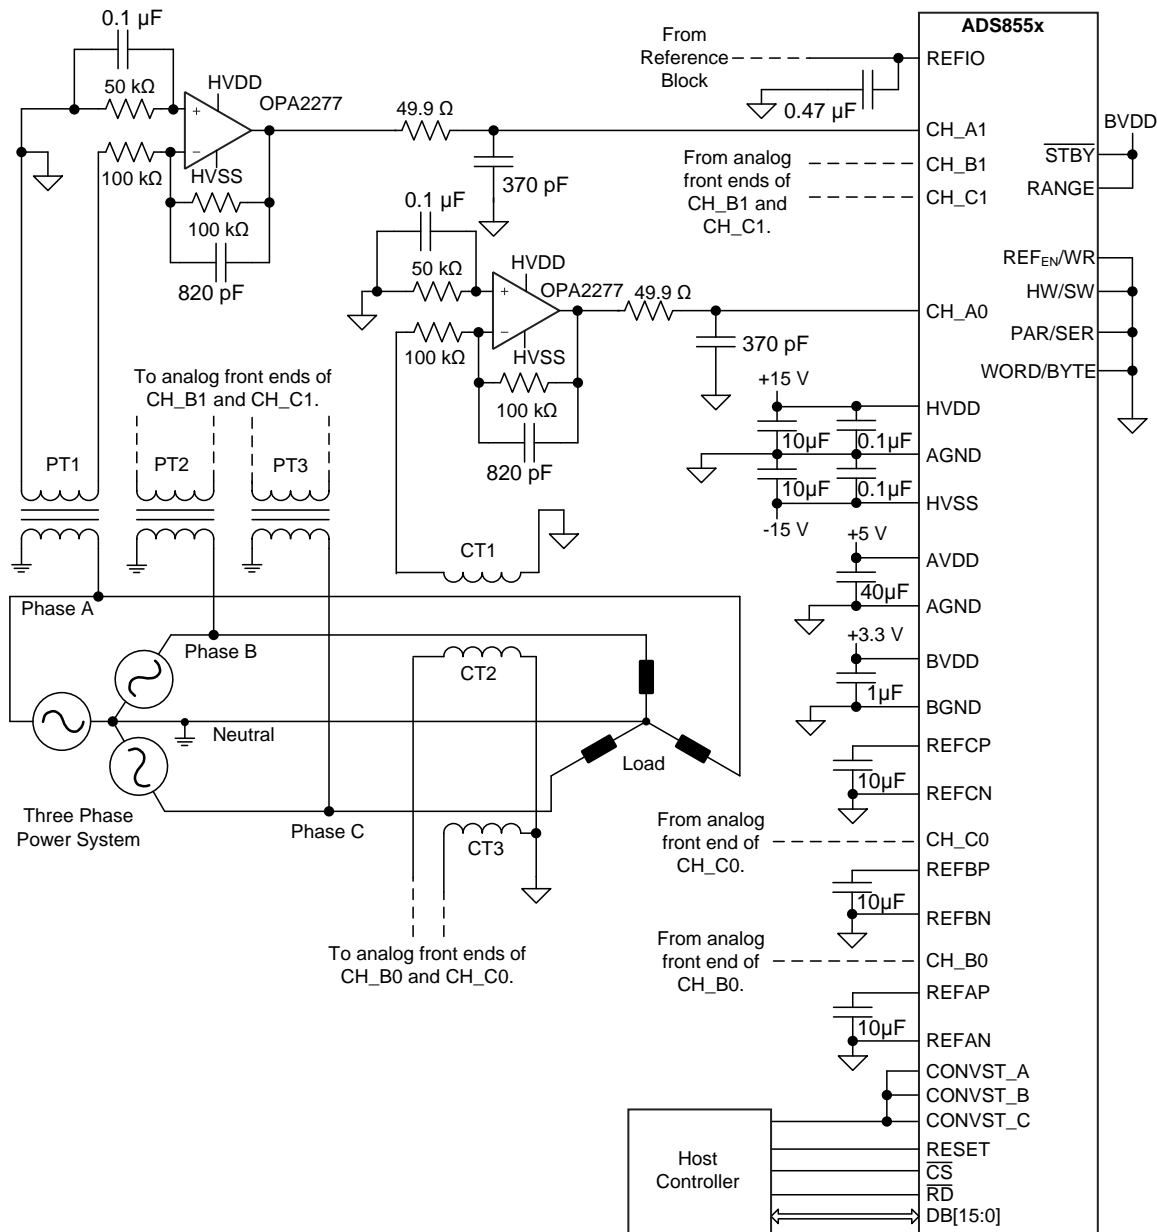 0.1 µF
50 kΩ
HVDD
OPA2277
+
−
100 kΩ
HVSS
100 kΩ
820 pF
49.9 Ω
370 pF
From
Reference
Block
0.47 µF
From analog
front ends of
CH_B1 and
CH_C1.
0.1 µF
50 kΩ
HVDD
OPA2277
+
−
100 kΩ
HVSS
100 kΩ
820 pF
49.9 Ω
370 pF
To analog front ends of
CH_B1 and CH_C1.
PT1
PT2
PT3
CT1
Phase A
Phase B
CT2
Neutral
Load
Three Phase
Power System
Phase C
CT3
To analog front ends of
CH_B0 and CH_C0.
ADS855x
REFIO
CH_A1
CH_B1
CH_C1
CH_A0
BVDD
STBY
RANGE
REFEN/WR
HW/SW
PAR/SER
WORD/BYTE
+15 V
HVDD
10µF
0.1µF
AGND
10µF
0.1µF
HVSS
-15 V
+5 V
AVDD
40µF
AGND
+3.3 V
BVDD
1µF
BGND
REFCP
10µF
REFCN
From analog
front end of
CH_C0.
CH_C0
REFBP
10µF
REFBN
From analog
front end of
CH_B0.
CH_B0
REFAP
10µF
REFAN
CONVST_A
CONVST_B
CONVST_C
RESET
CS
RD
DB[15:0]
Host
Controller